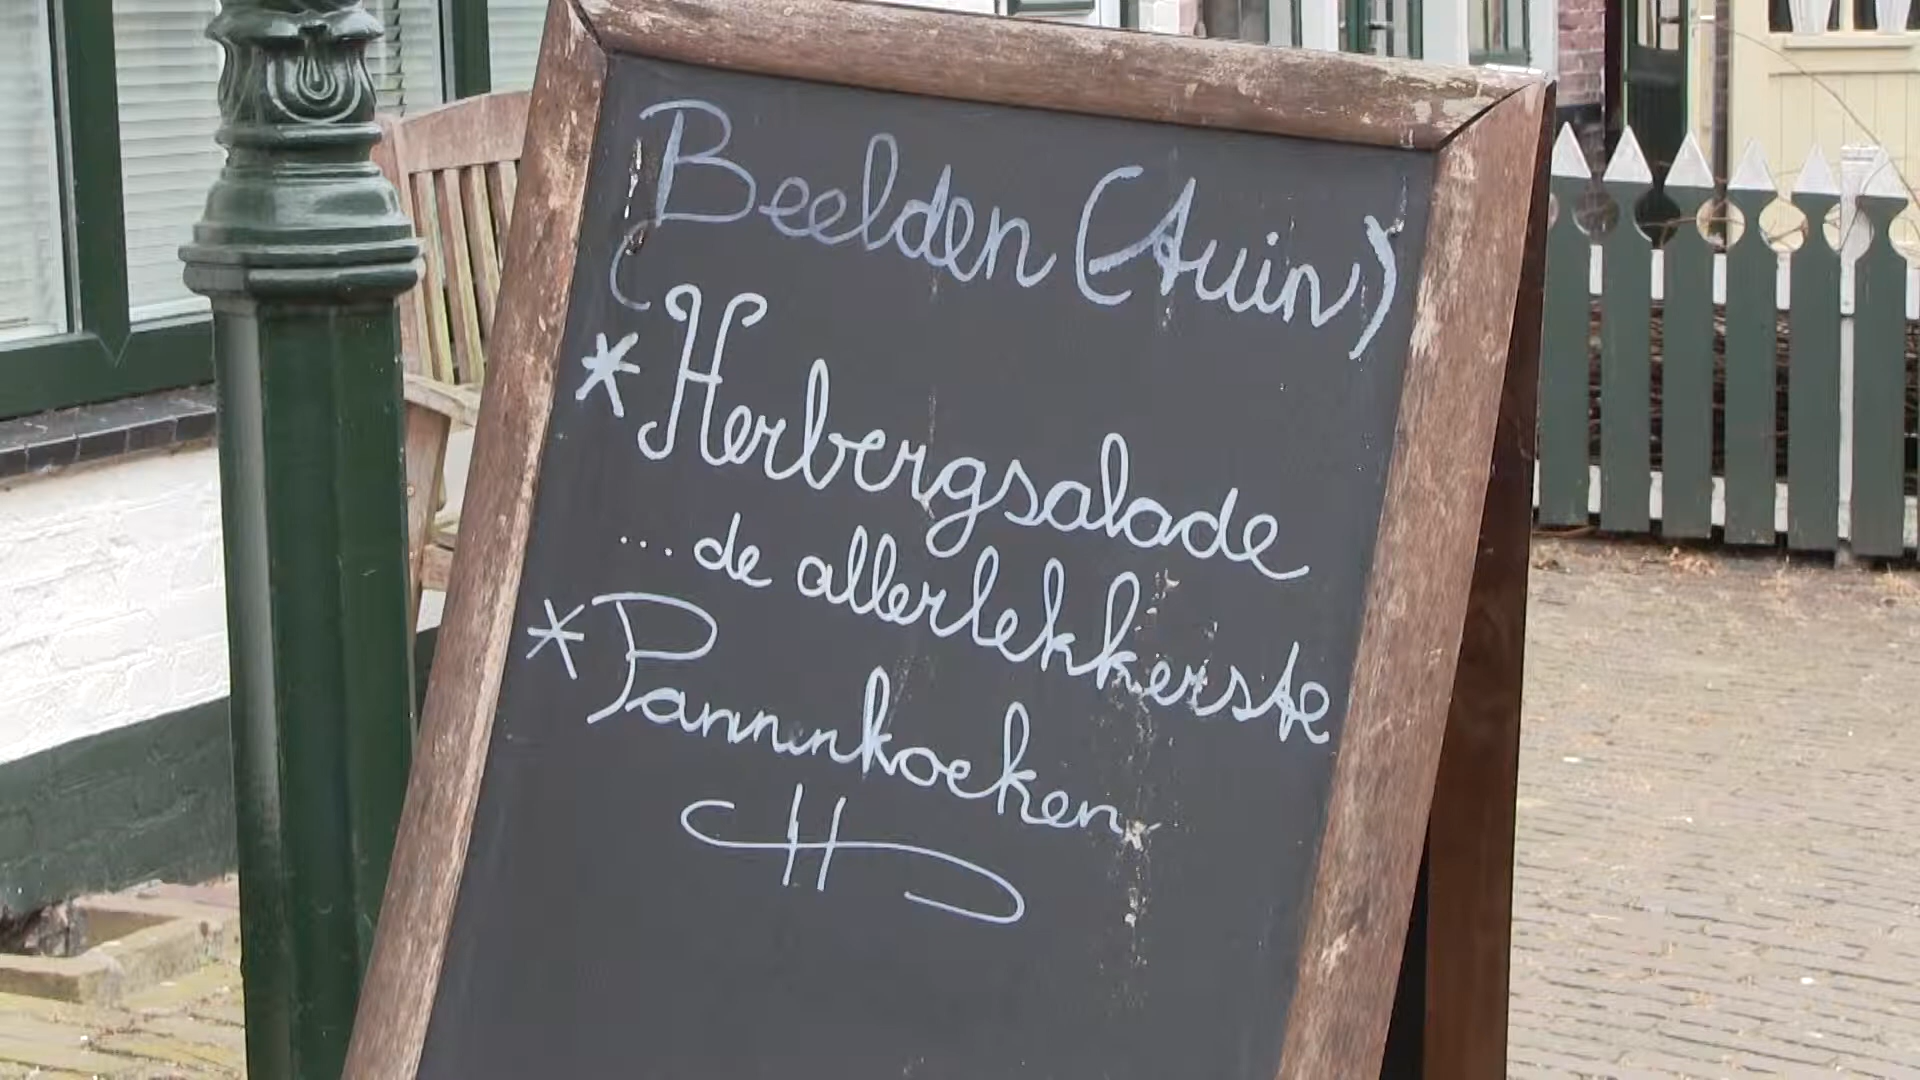 Beelden (tuin)
* Herbergsalade
... de allerlekkerste
* Pannenkoeken